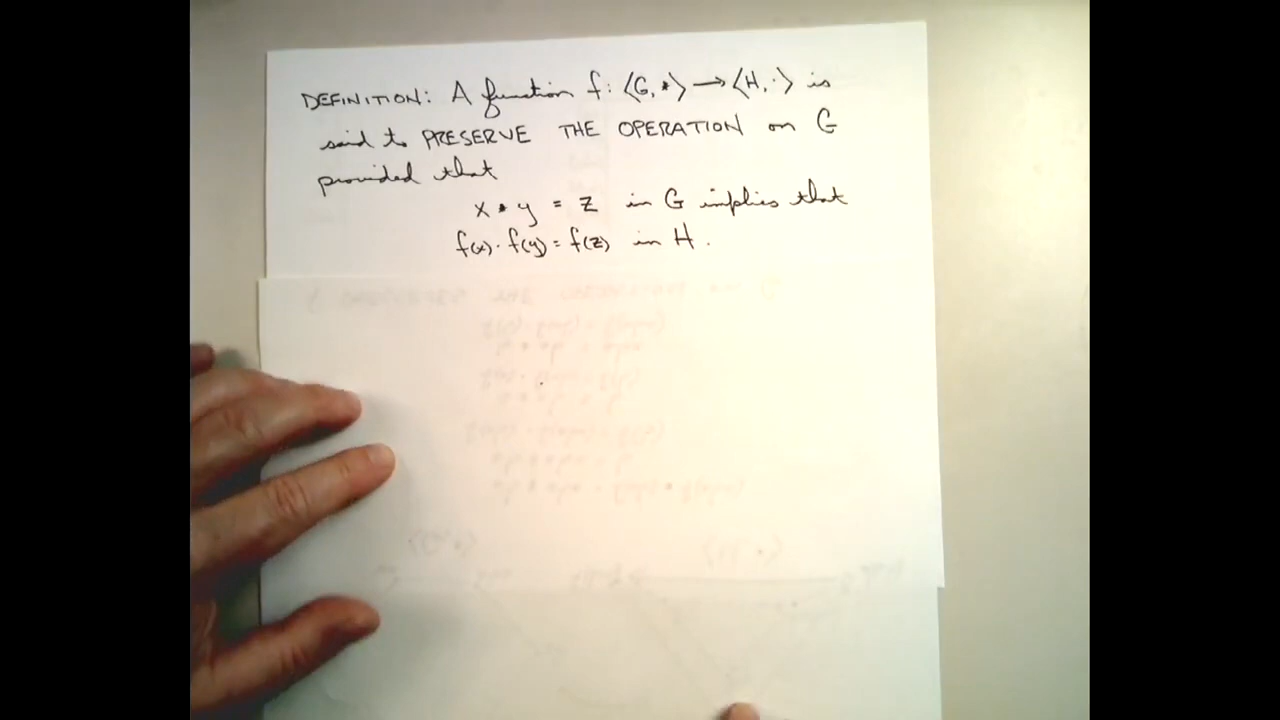 DEFINITION: A function f: ⟨G, *⟩ → ⟨H, ·⟩ is
said to PRESERVE THE OPERATION on G
provided that
x * y = z in G implies that
f(x) · f(y) = f(z) in H.